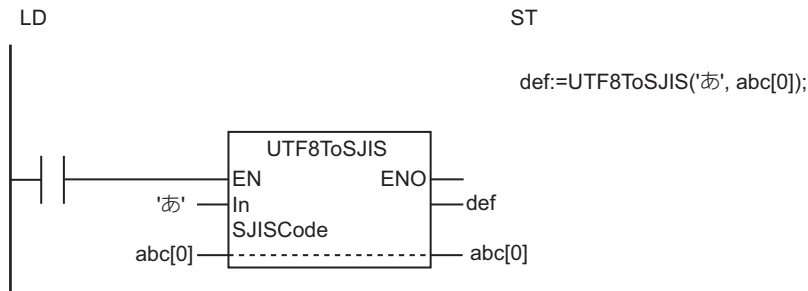 LD
ST
def:=UTF8ToSJIS('あ', abc[0]);
UTF8ToSJIS
EN ENO
'あ' In def
SJISCode
abc[0] abc[0]